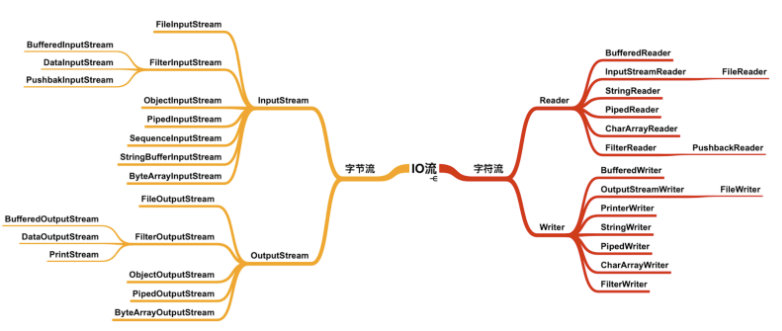 IO流
字节流
InputStream
FileInputStream
FilterInputStream
BufferedInputStream
DataInputStream
PushbakInputStream
ObjectInputStream
PipedInputStream
SequenceInputStream
StringBufferInputStream
ByteArrayInputStream
OutputStream
FileOutputStream
FilterOutputStream
BufferedOutputStream
DataOutputStream
PrintStream
ObjectOutputStream
PipedOutputStream
ByteArrayOutputStream
字符流
Reader
BufferedReader
InputStreamReader
FileReader
StringReader
PipedReader
CharArrayReader
FilterReader
PushbackReader
Writer
BufferedWriter
OutputStreamWriter
FileWriter
PrinterWriter
StringWriter
PipedWriter
CharArrayWriter
FilterWriter